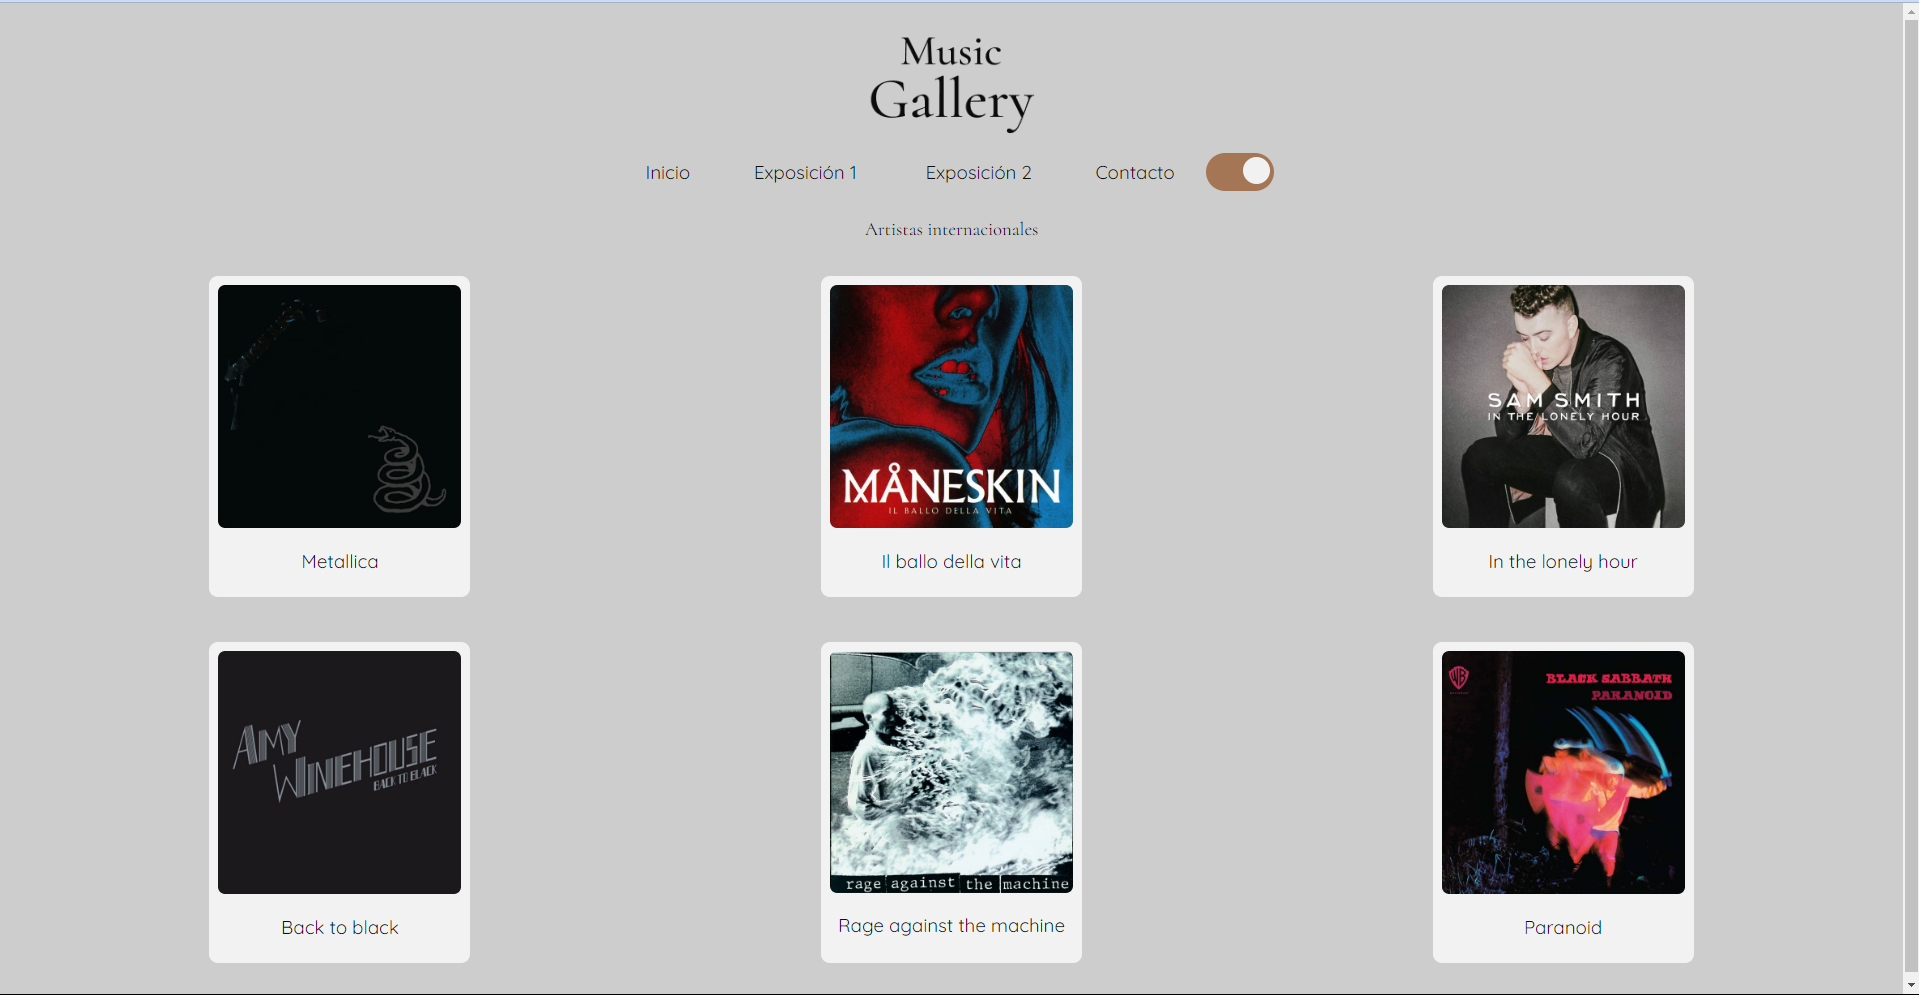 Music
Gallery
Inicio
Exposición 1
Exposición 2
Contacto
Artistas internacionales
MÅNESKIN
IL BALLO DELLA VITA
SAM SMITH
IN THE LONELY HOUR
Metallica
Il ballo della vita
In the lonely hour
AMY
WINEHOUSE
BACK TO BLACK
rage against the machine
WB
BLACK SABBATH
PARANOID
Back to black
Rage against the machine
Paranoid